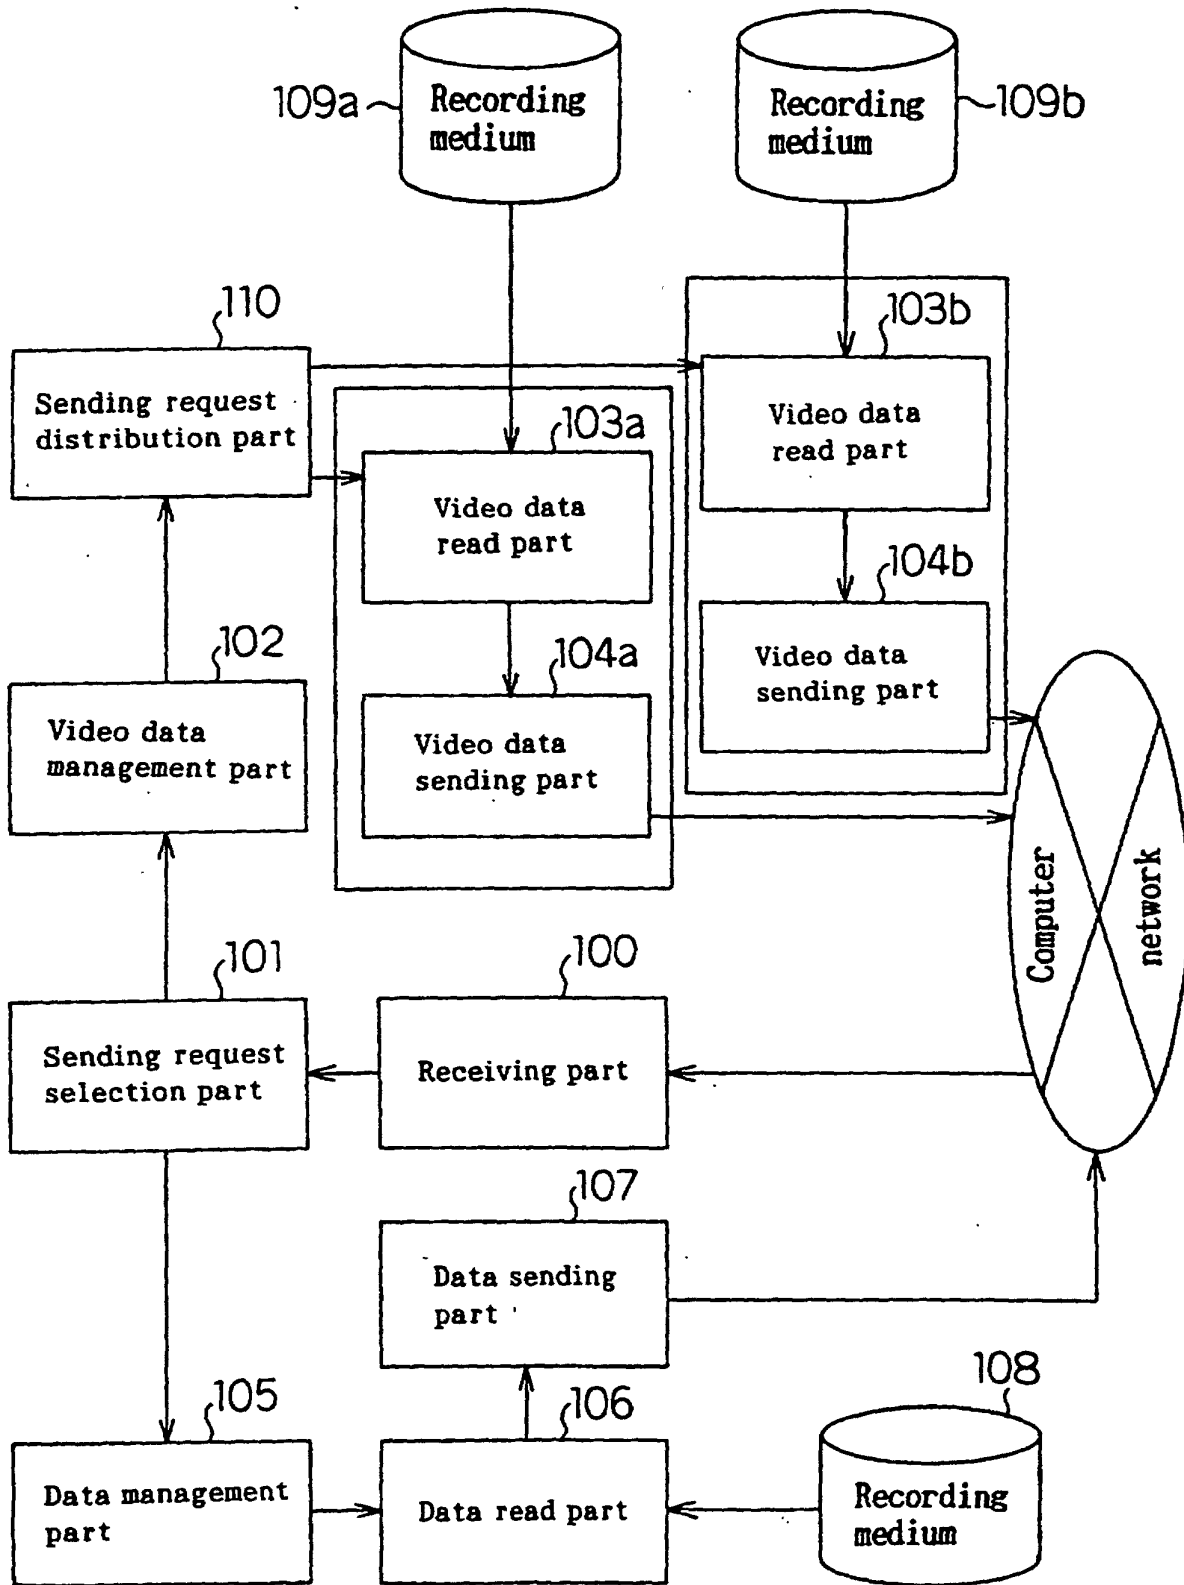 109a
Recording
medium
Recording
medium
109b
110
Sending request
distribution part
103b
Video data
read part
103a
Video data
read part
104b
Video data
sending part
102
Video data
management part
104a
Video data
sending part
Computer
network
101
Sending request
selection part
100
Receiving part
107
Data sending
part
105
Data management
part
106
Data read part
108
Recording
medium